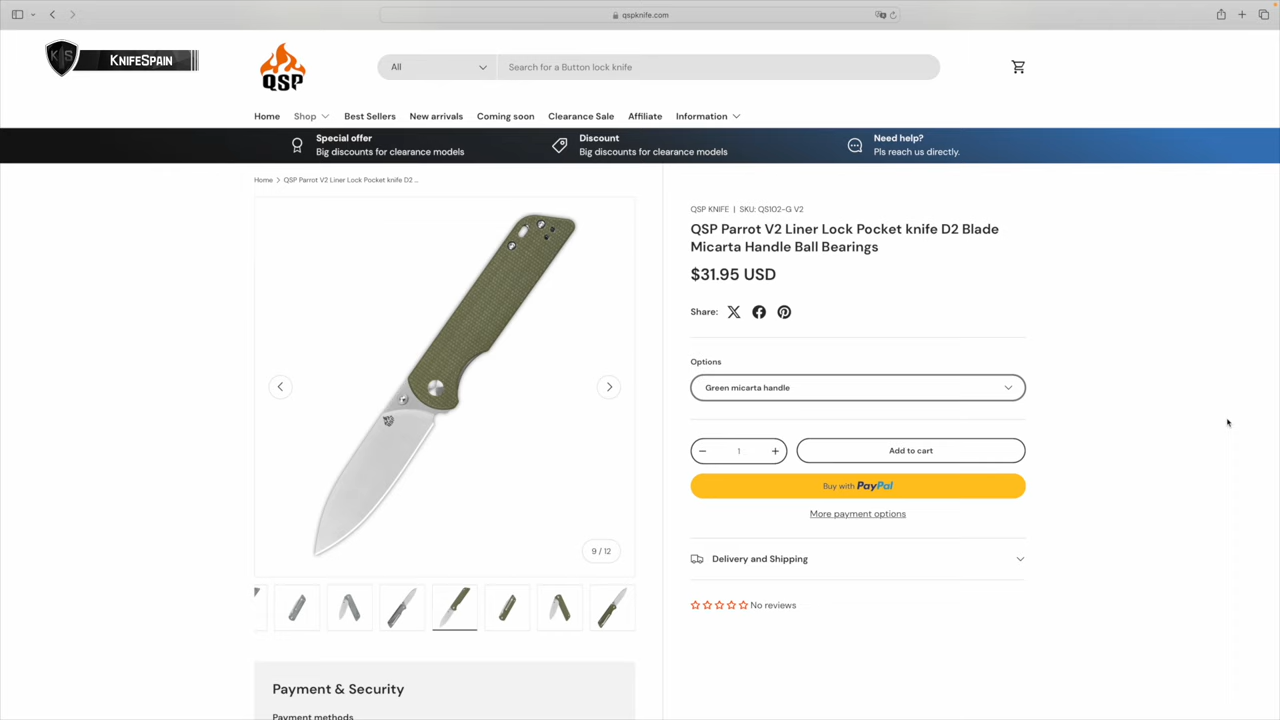 qspknife.com
KS KNIFESPAIN
QSP
All
Search for a Button lock knife
Home Shop Best Sellers New arrivals Coming soon Clearance Sale Affiliate Information
Special offer
Big discounts for clearance models
Discount
Big discounts for clearance models
Need help?
Pls reach us directly.
Home > QSP Parrot V2 Liner Lock Pocket knife D2 ...
QSP KNIFE | SKU: QS102-G V2
QSP Parrot V2 Liner Lock Pocket knife D2 Blade
Micarta Handle Ball Bearings
$31.95 USD
Share:
Options
Green micarta handle
− 1 +
Add to cart
Buy with PayPal
More payment options
Delivery and Shipping
No reviews
9 / 12
Payment & Security
Payment methods